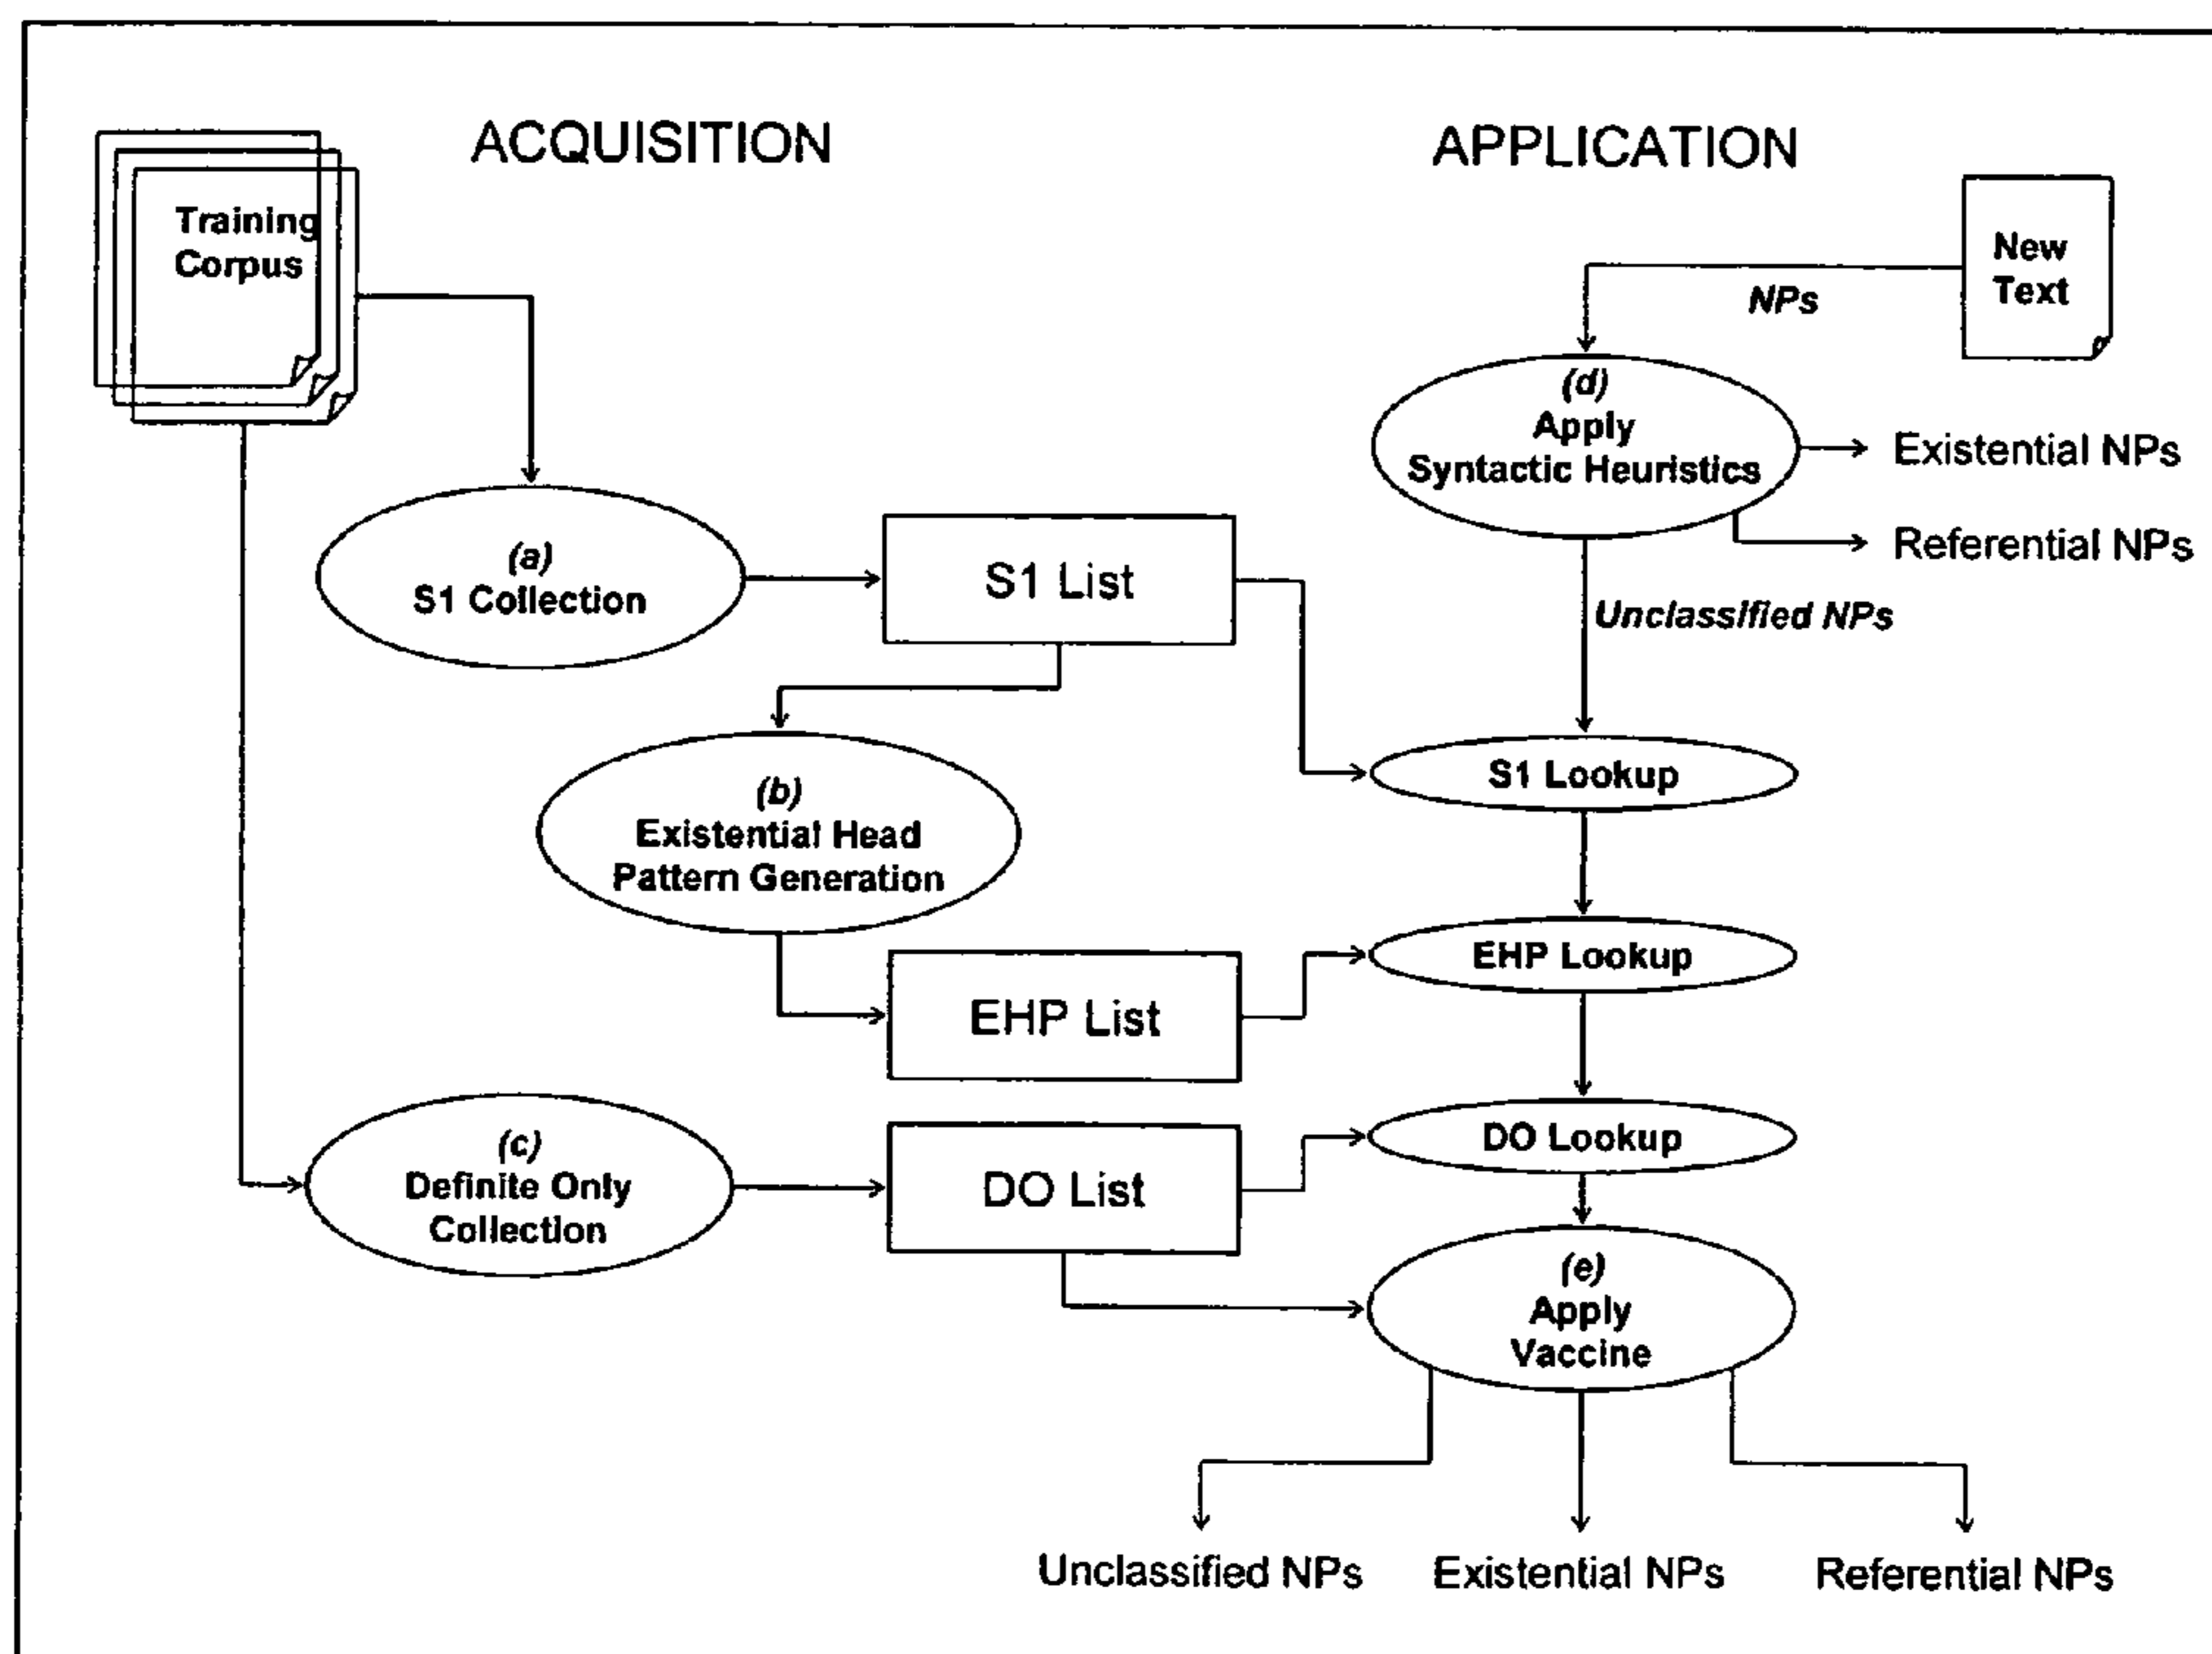 ACQUISITION
APPLICATION
Training
Corpus
New
Text
NPs
(d)
Apply
Syntactic Heuristics
Existential NPs
Referential NPs
(a)
S1 Collection
S1 List
Unclassified NPs
S1 Lookup
(b)
Existential Head
Pattern Generation
EHP Lookup
EHP List
(c)
Definite Only
Collection
DO List
DO Lookup
(e)
Apply
Vaccine
Unclassified NPs
Existential NPs
Referential NPs